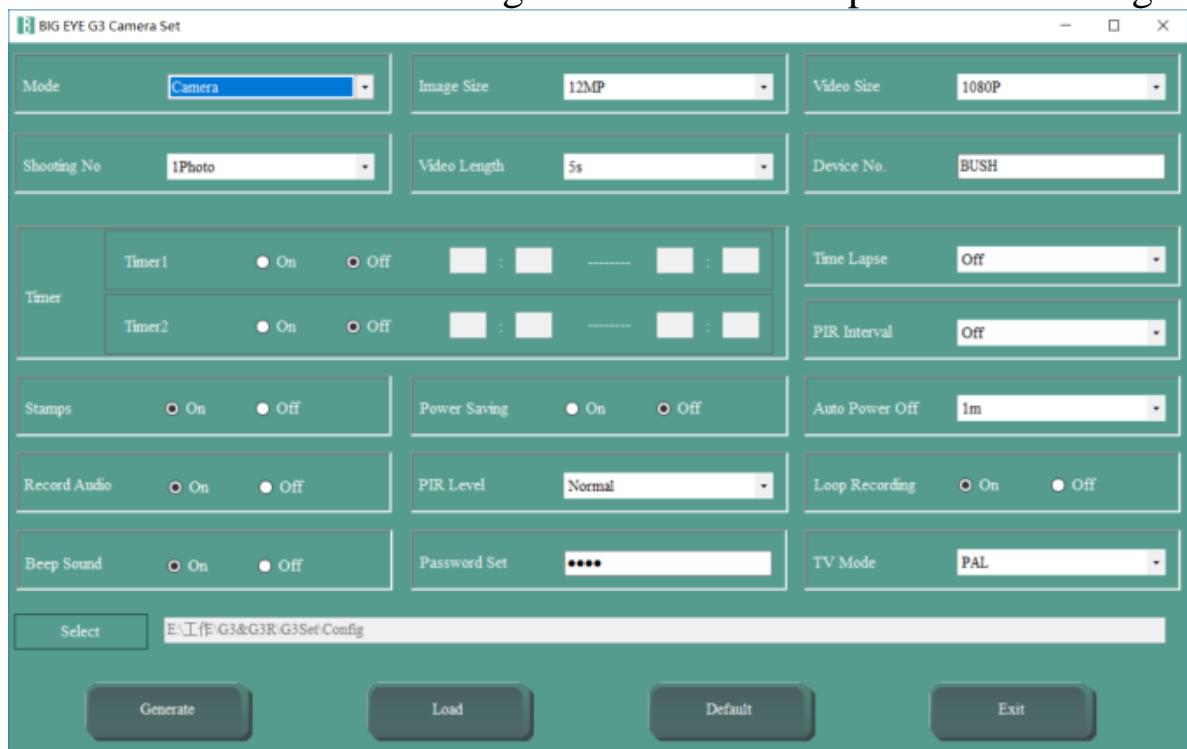 BIG EYE G3 Camera Set
Mode Camera Image Size 12MP Video Size 1080P
Shooting No 1Photo Video Length 5s Device No. BUSH
Timer1 On Off : -------- :
Time Lapse Off
Timer
Timer2 On Off : -------- :
PIR Interval Off
Stamps On Off Power Saving On Off Auto Power Off 1m
Record Audio On Off PIR Level Normal Loop Recording On Off
Beep Sound On Off Password Set •••• TV Mode PAL
Select E:\工作\G3&G3R\G3Set\Config
Generate Load Default Exit